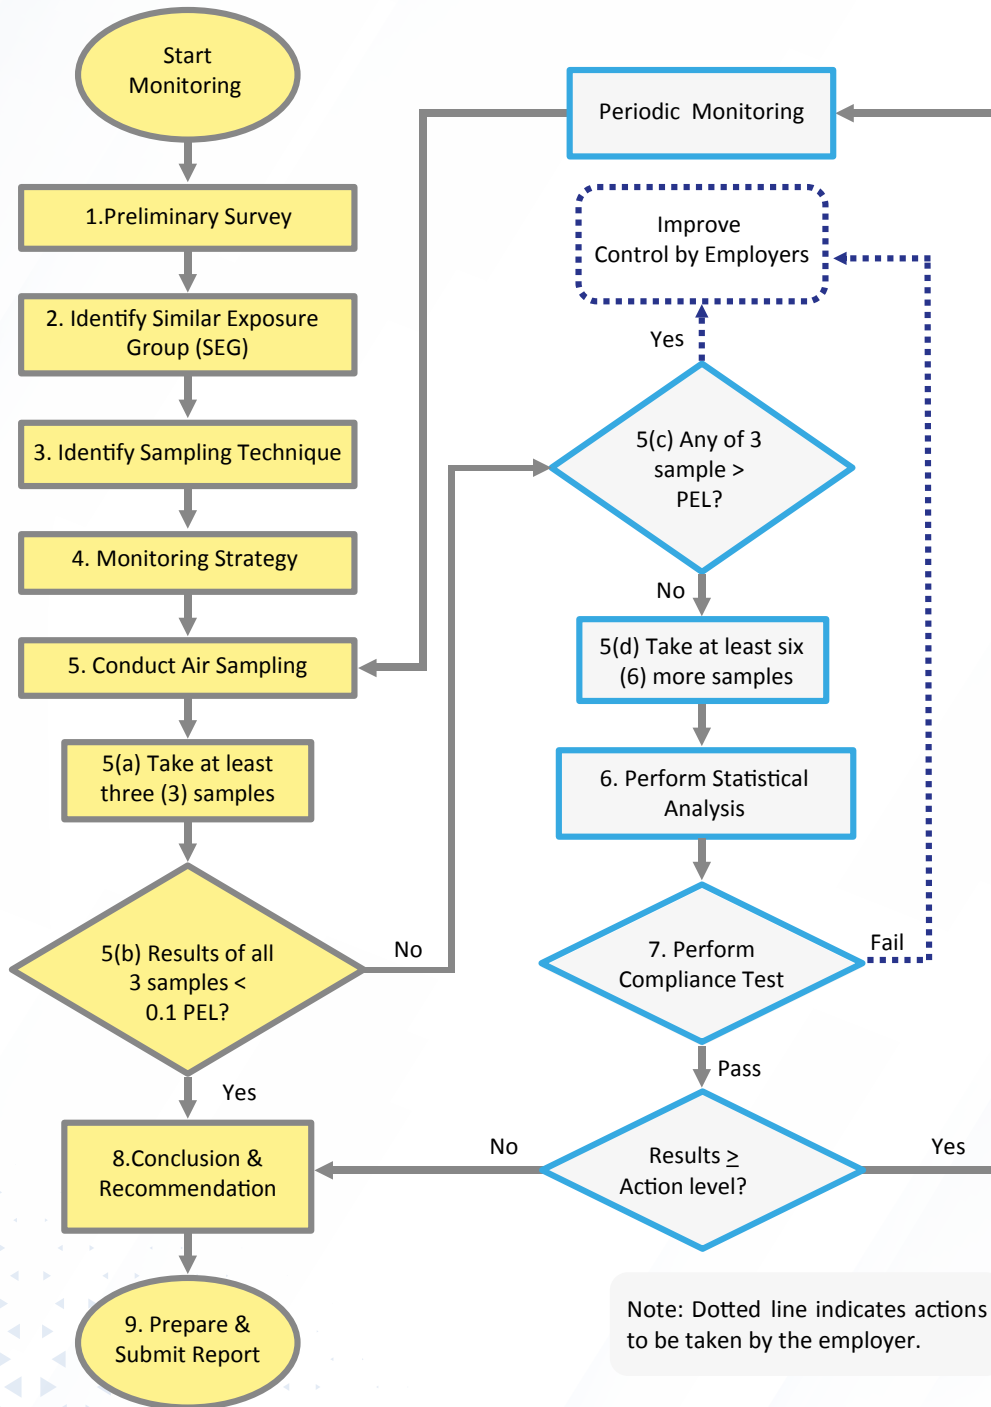 Start
Monitoring
1.Preliminary Survey
2. Identify Similar Exposure
Group (SEG)
3. Identify Sampling Technique
4. Monitoring Strategy
5. Conduct Air Sampling
5(a) Take at least
three (3) samples
5(b) Results of all
3 samples <
0.1 PEL?
No
Yes
8.Conclusion &
Recommendation
9. Prepare &
Submit Report
Periodic Monitoring
Improve
Control by Employers
Yes
5(c) Any of 3
sample >
PEL?
No
5(d) Take at least six
(6) more samples
6. Perform Statistical
Analysis
7. Perform
Compliance Test
Fail
Pass
Results ≥
Action level?
No
Yes
Note: Dotted line indicates actions
to be taken by the employer.